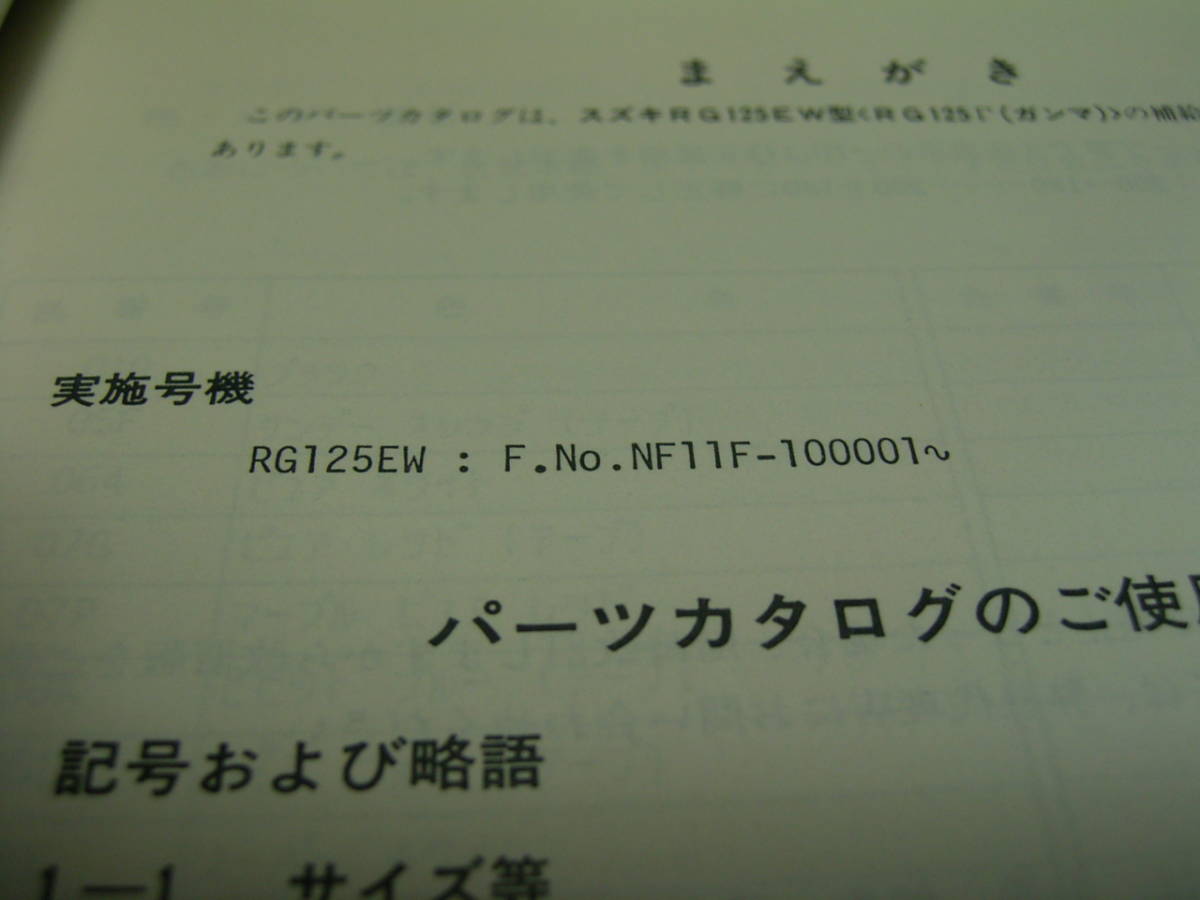 まえがき
このパーツカタログは、スズキRG125EW型<RG125Γ(ガンマ)>の補給
あります。
実施号機
RG125EW : F.No.NF11F-100001~
パーツカタログのご使
記号および略語
1—1 サイズ等